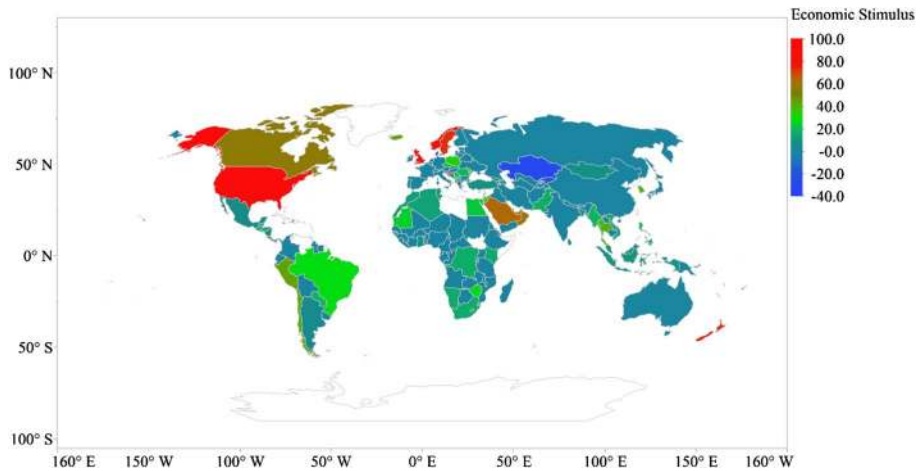 Economic Stimulus
100.0
80.0
60.0
40.0
20.0
-0.0
-20.0
-40.0
100° N
50° N
0° N
50° S
100° S
160° E 150° W 100° W 50° W 0° E 50° E 100° E 150° E 160° W